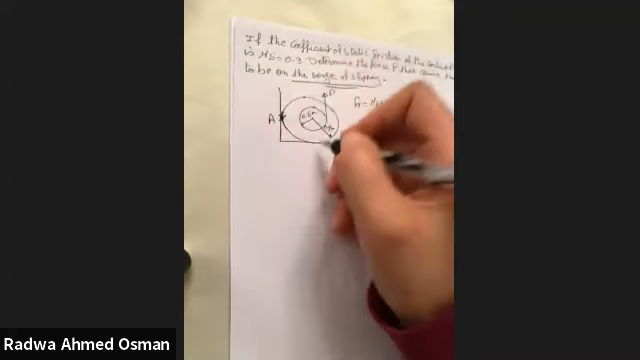 If the coefficient of static friction at the contact P
is μs = 0.3. Determine the force P that cause the
to be on the verge of slipping.
P
A
Radwa Ahmed Osman